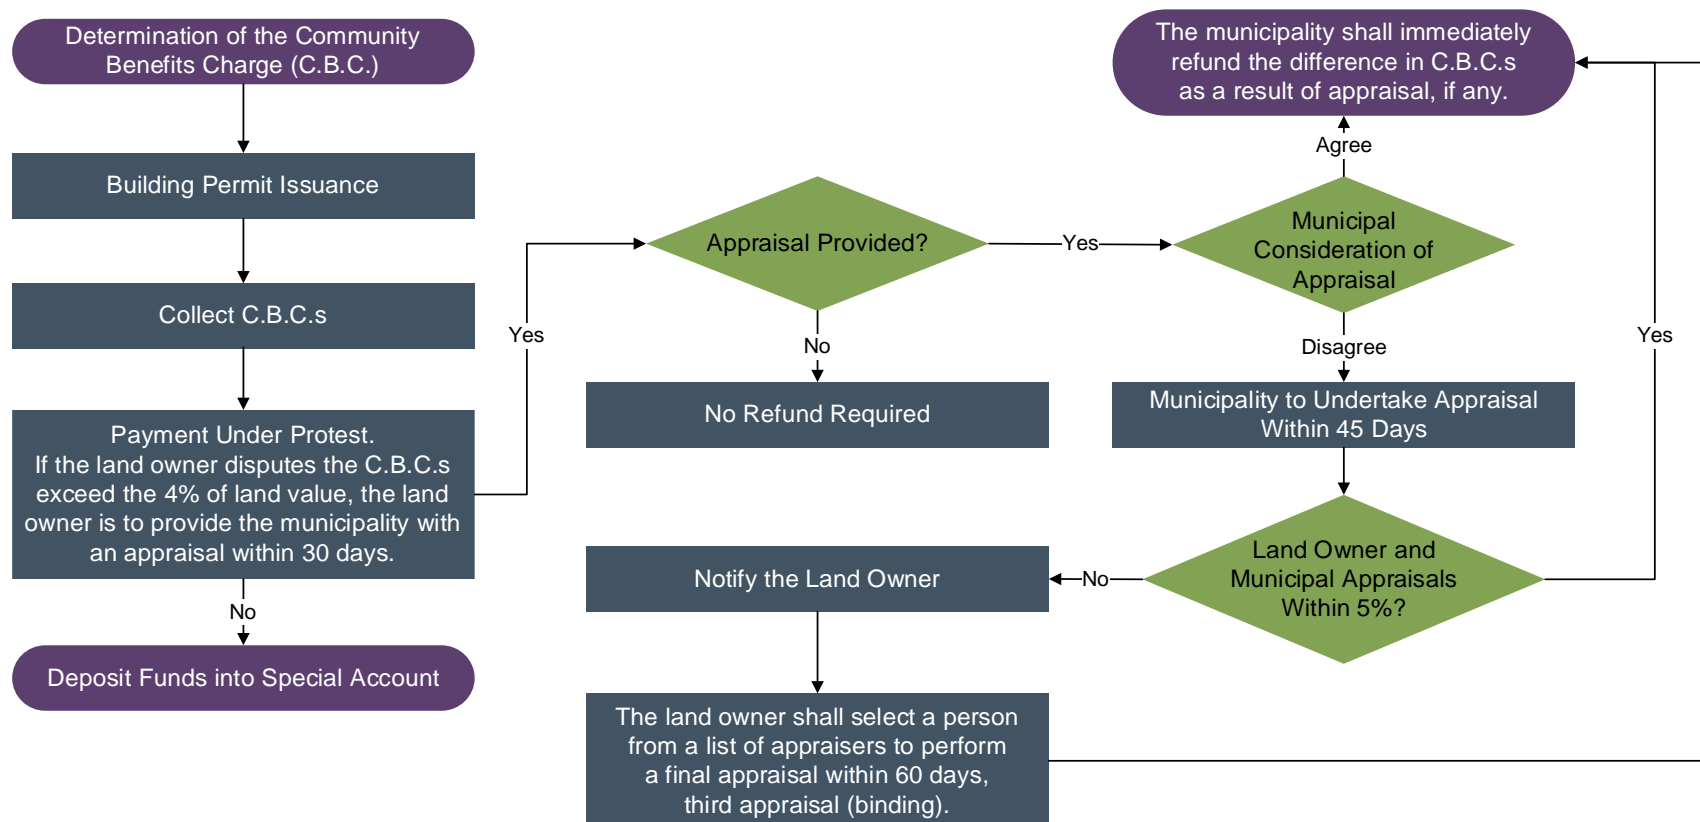 Determination of the Community
Benefits Charge (C.B.C.)
Building Permit Issuance
Collect C.B.C.s
Payment Under Protest.
If the land owner disputes the C.B.C.s
exceed the 4% of land value, the land
owner is to provide the municipality with
an appraisal within 30 days.
No
Deposit Funds into Special Account
Yes
Appraisal Provided?
No
No Refund Required
Yes
Municipal
Consideration of
Appraisal
Agree
The municipality shall immediately
refund the difference in C.B.C.s
as a result of appraisal, if any.
Disagree
Municipality to Undertake Appraisal
Within 45 Days
Land Owner and
Municipal Appraisals
Within 5%?
Yes
No
Notify the Land Owner
The land owner shall select a person
from a list of appraisers to perform
a final appraisal within 60 days,
third appraisal (binding).